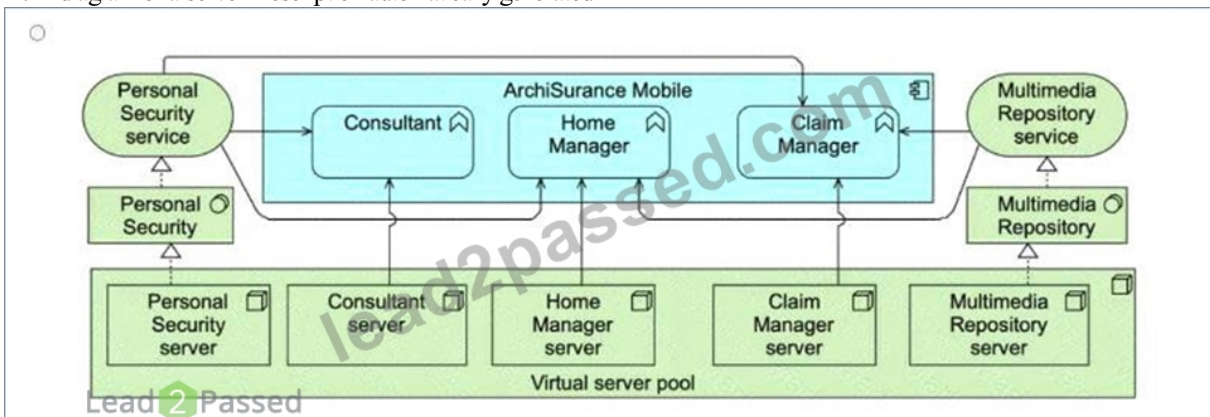 ArchiSurance Mobile
Personal
Security
service
Consultant
Home
Manager
Claim
Manager
Multimedia
Repository
service
Personal
Security
Multimedia
Repository
Personal
Security
server
Consultant
server
Home
Manager
server
Claim
Manager
server
Multimedia
Repository
server
Virtual server pool
lead2passed.com
Lead 2 Passed